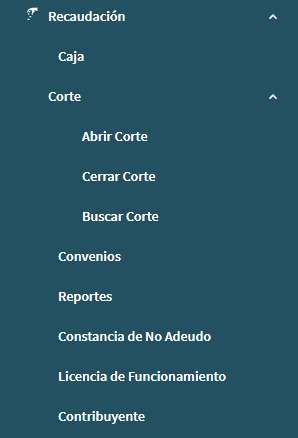 Recaudación
Caja
Corte
Abrir Corte
Cerrar Corte
Buscar Corte
Convenios
Reportes
Constancia de No Adeudo
Licencia de Funcionamiento
Contribuyente